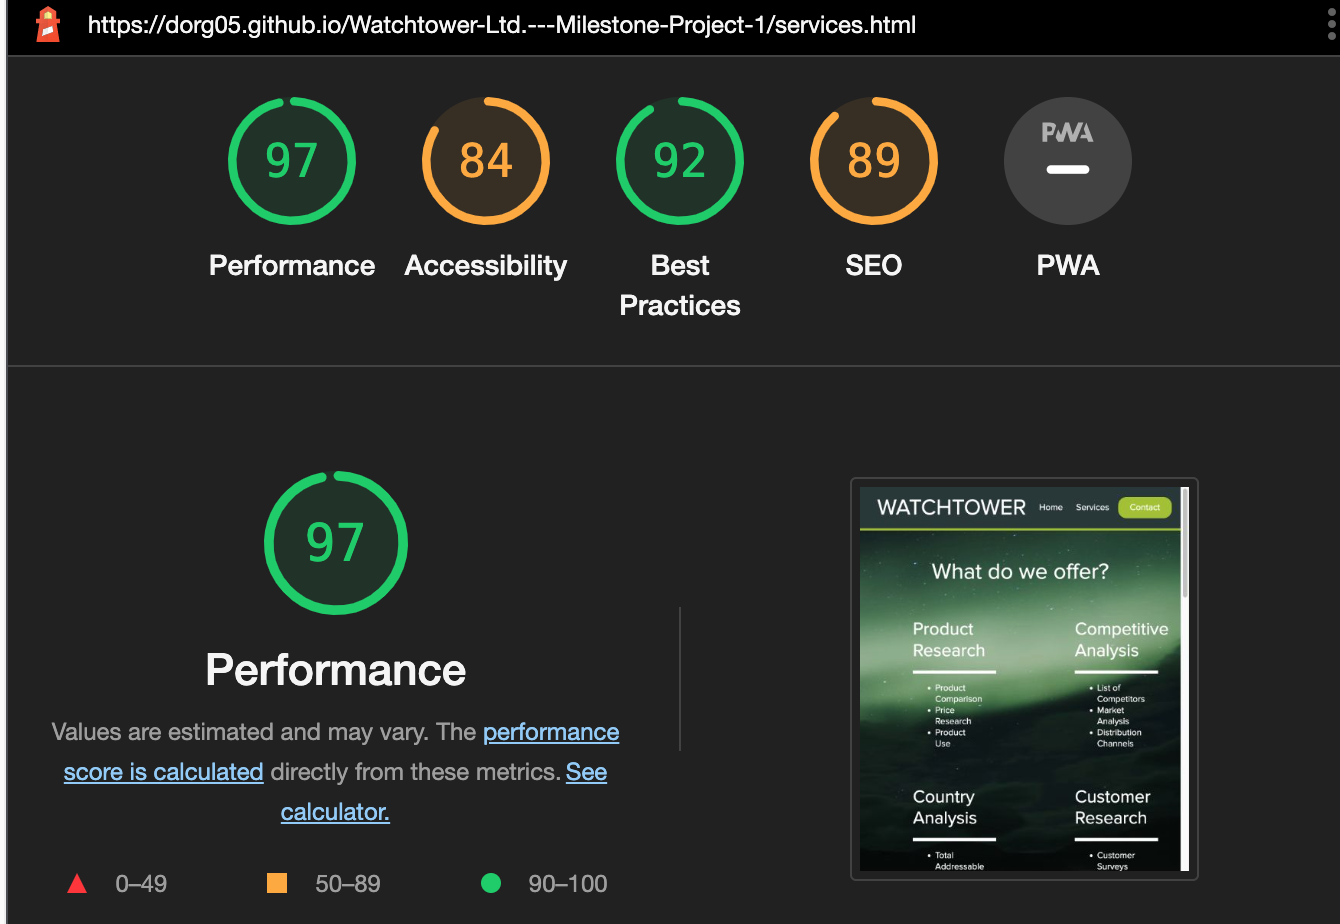 https://dorg05.github.io/Watchtower-Ltd.---Milestone-Project-1/services.html
97
84
92
89
PWA
Performance
Accessibility
Best
Practices
SEO
PWA
97
Performance
Values are estimated and may vary. The performance
score is calculated directly from these metrics. See
calculator.
0–49
50–89
90–100
WATCHTOWER
Home
Services
Contact
What do we offer?
Product
Research
• Product
Comparison
• Price
Research
• Product
Use
Competitive
Analysis
• List of
Competitors
• Market
Analysis
• Distribution
Channels
Country
Analysis
• Total
Addressable
Customer
Research
• Customer
Surveys